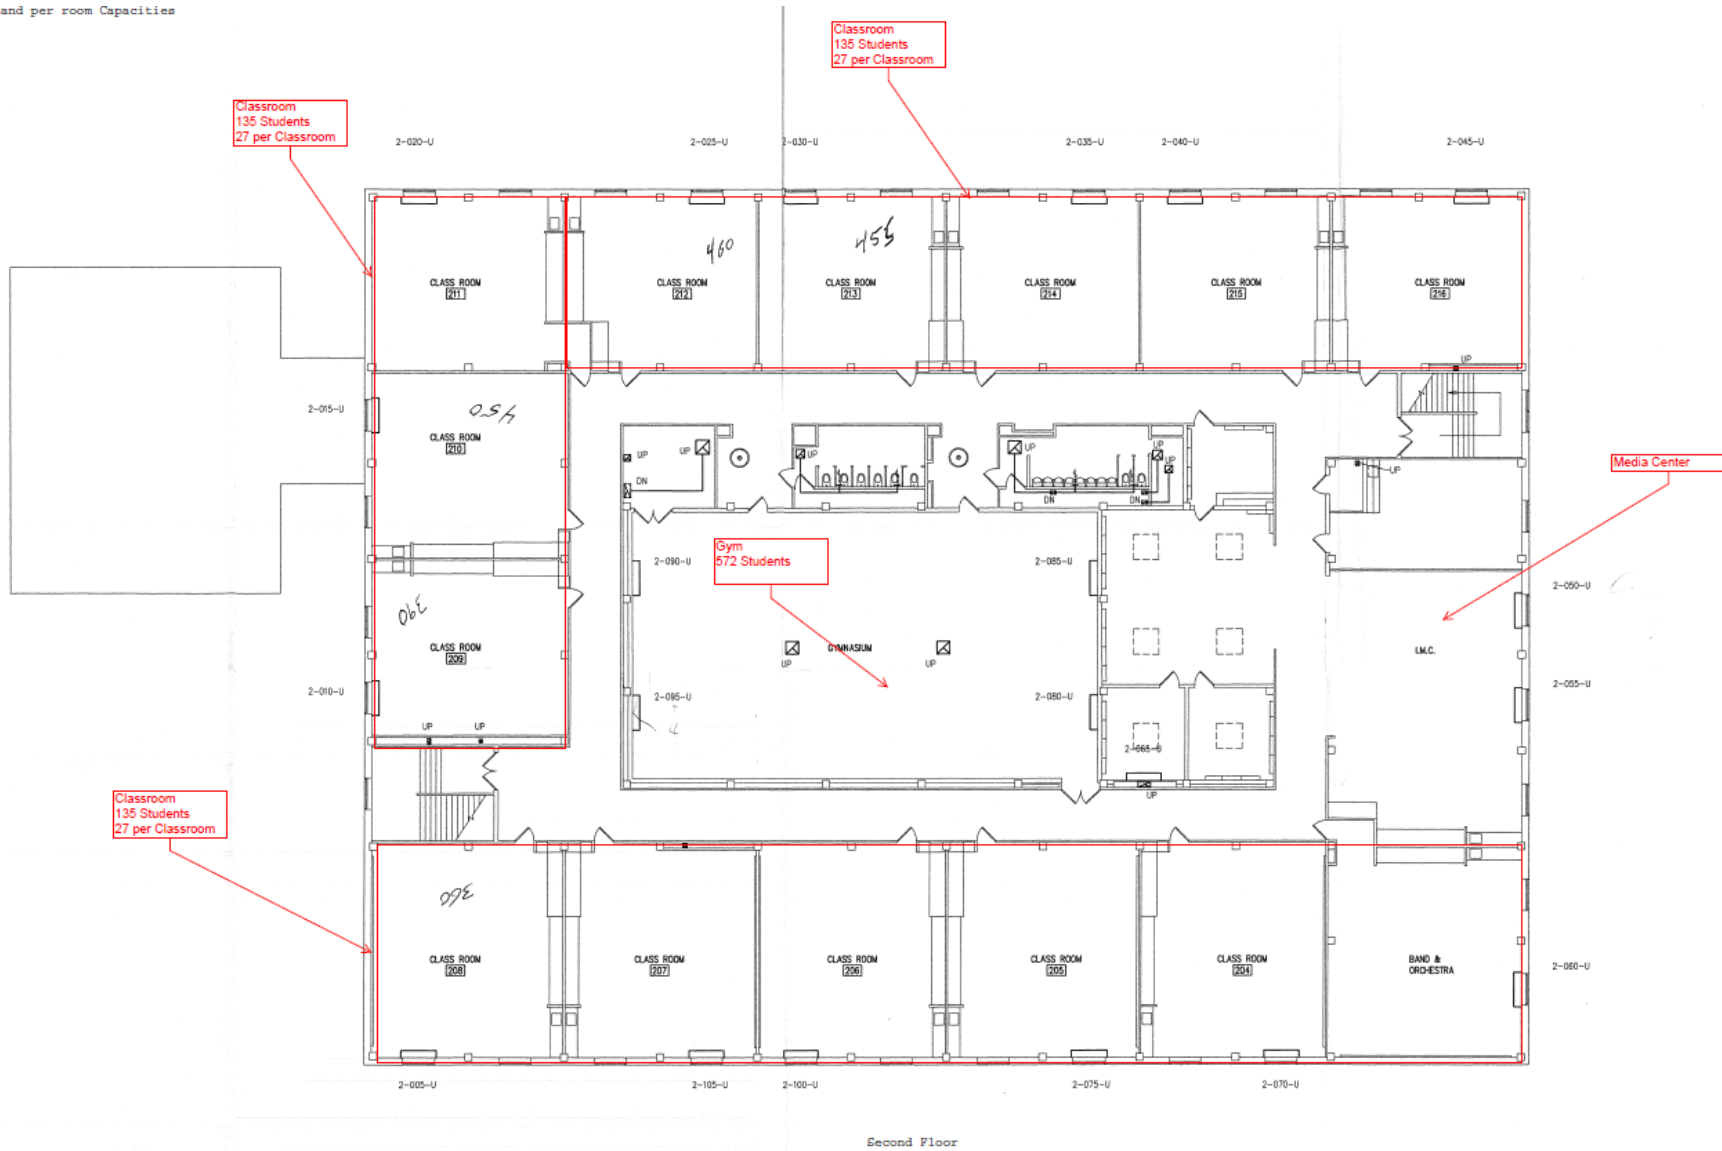 and per room Capacities
Classroom
135 Students
27 per Classroom
Classroom
135 Students
27 per Classroom
2-020-U
2-025-U
2-030-U
2-035-U
2-040-U
2-045-U
460
455
CLASS ROOM
211
CLASS ROOM
212
CLASS ROOM
213
CLASS ROOM
214
CLASS ROOM
215
CLASS ROOM
216
UP
2-015-U
450
CLASS ROOM
210
UP
UP
UP
UP
UP
UP
UP
DN
DN
DN
Media Center
Gym
572 Students
2-090-U
2-085-U
2-050-U
390
CLASS ROOM
209
GYMNASIUM
UP
UP
I.M.C.
2-010-U
2-095-U
2-080-U
2-055-U
UP
UP
2-065-U
UP
Classroom
135 Students
27 per Classroom
360
CLASS ROOM
208
CLASS ROOM
207
CLASS ROOM
206
CLASS ROOM
205
CLASS ROOM
204
BAND &
ORCHESTRA
2-060-U
2-005-U
2-105-U
2-100-U
2-075-U
2-070-U
Second Floor